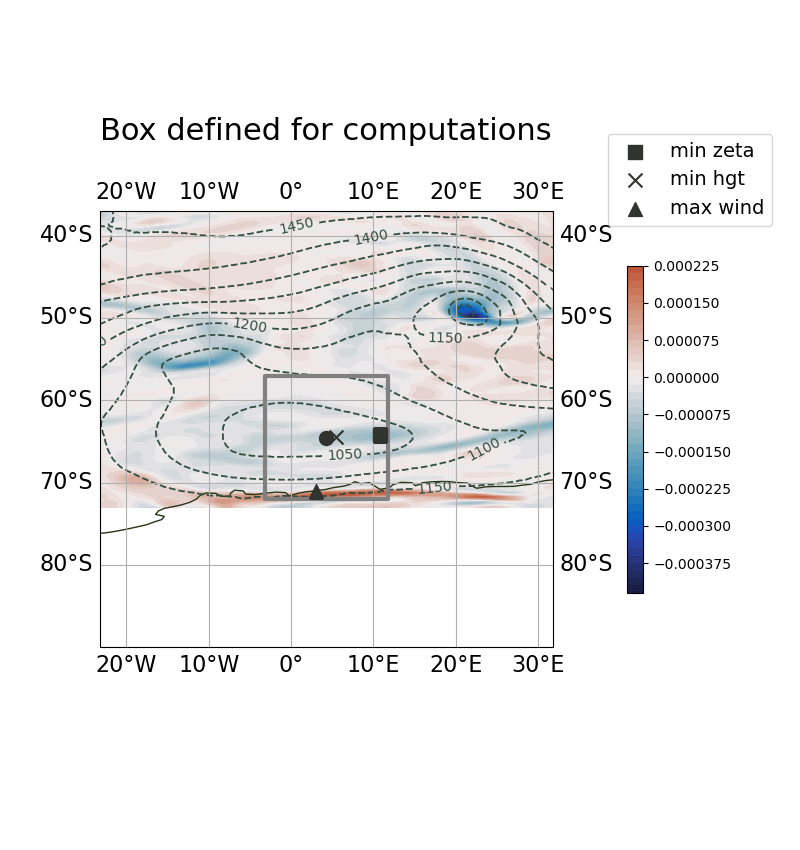 Box defined for computations
min zeta
min hgt
max wind
20°W 10°W 0° 10°E 20°E 30°E
40°S 40°S
50°S 50°S
60°S 60°S
70°S 70°S
80°S 80°S
20°W 10°W 0° 10°E 20°E 30°E
1450
1400
1200
1150
1050
1100
1150
0.000225
0.000150
0.000075
0.000000
−0.000075
−0.000150
−0.000225
−0.000300
−0.000375